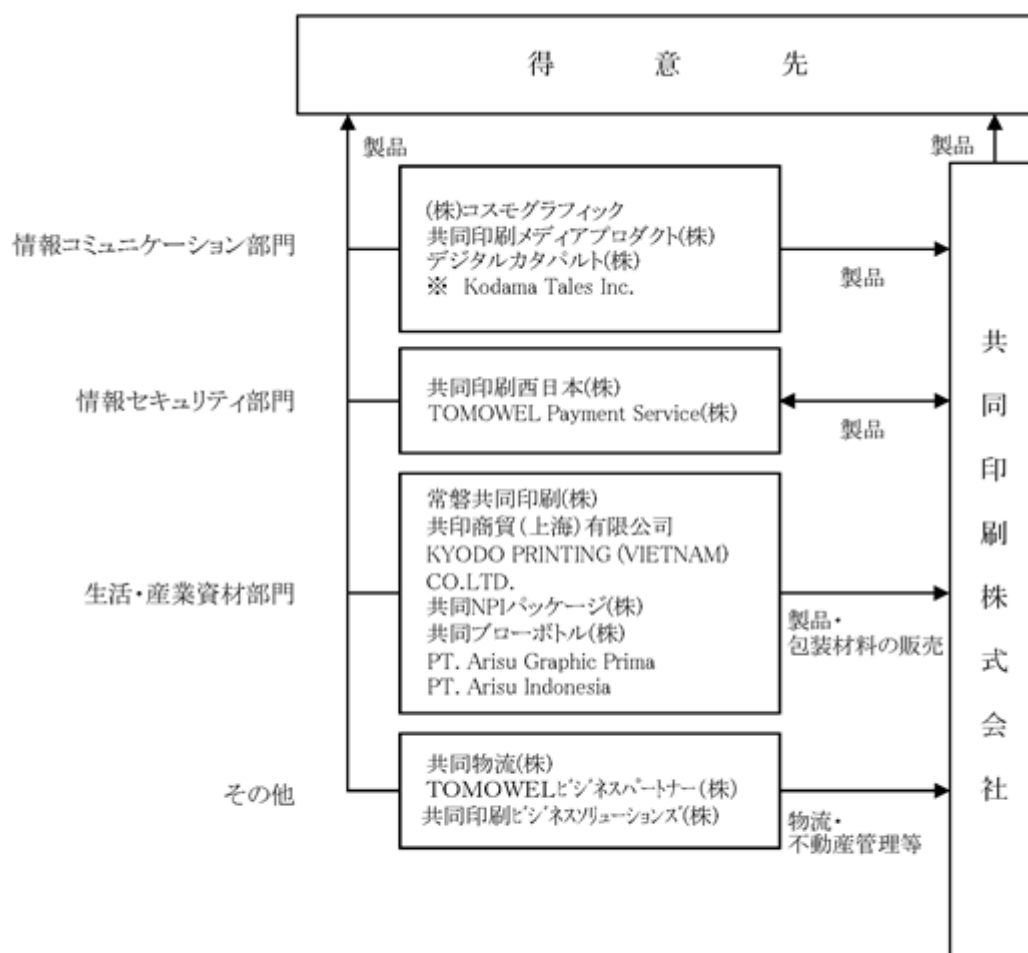 得意先
製品
製品
情報コミュニケーション部門
(株)コスモグラフィック
共同印刷メディアプロダクト(株)
デジタルカタパルト(株)
※ Kodama Tales Inc.
製品
情報セキュリティ部門
共同印刷西日本(株)
TOMOWEL Payment Service(株)
製品
生活・産業資材部門
常磐共同印刷(株)
共印商貿(上海)有限公司
KYODO PRINTING (VIETNAM)
CO.LTD.
共同NPIパッケージ(株)
共同ブローボトル(株)
PT. Arisu Graphic Prima
PT. Arisu Indonesia
製品・
包装材料の販売
その他
共同物流(株)
TOMOWELビジネスパートナー(株)
共同印刷ビジネスソリューションズ(株)
物流・
不動産管理等
共同印刷株式会社